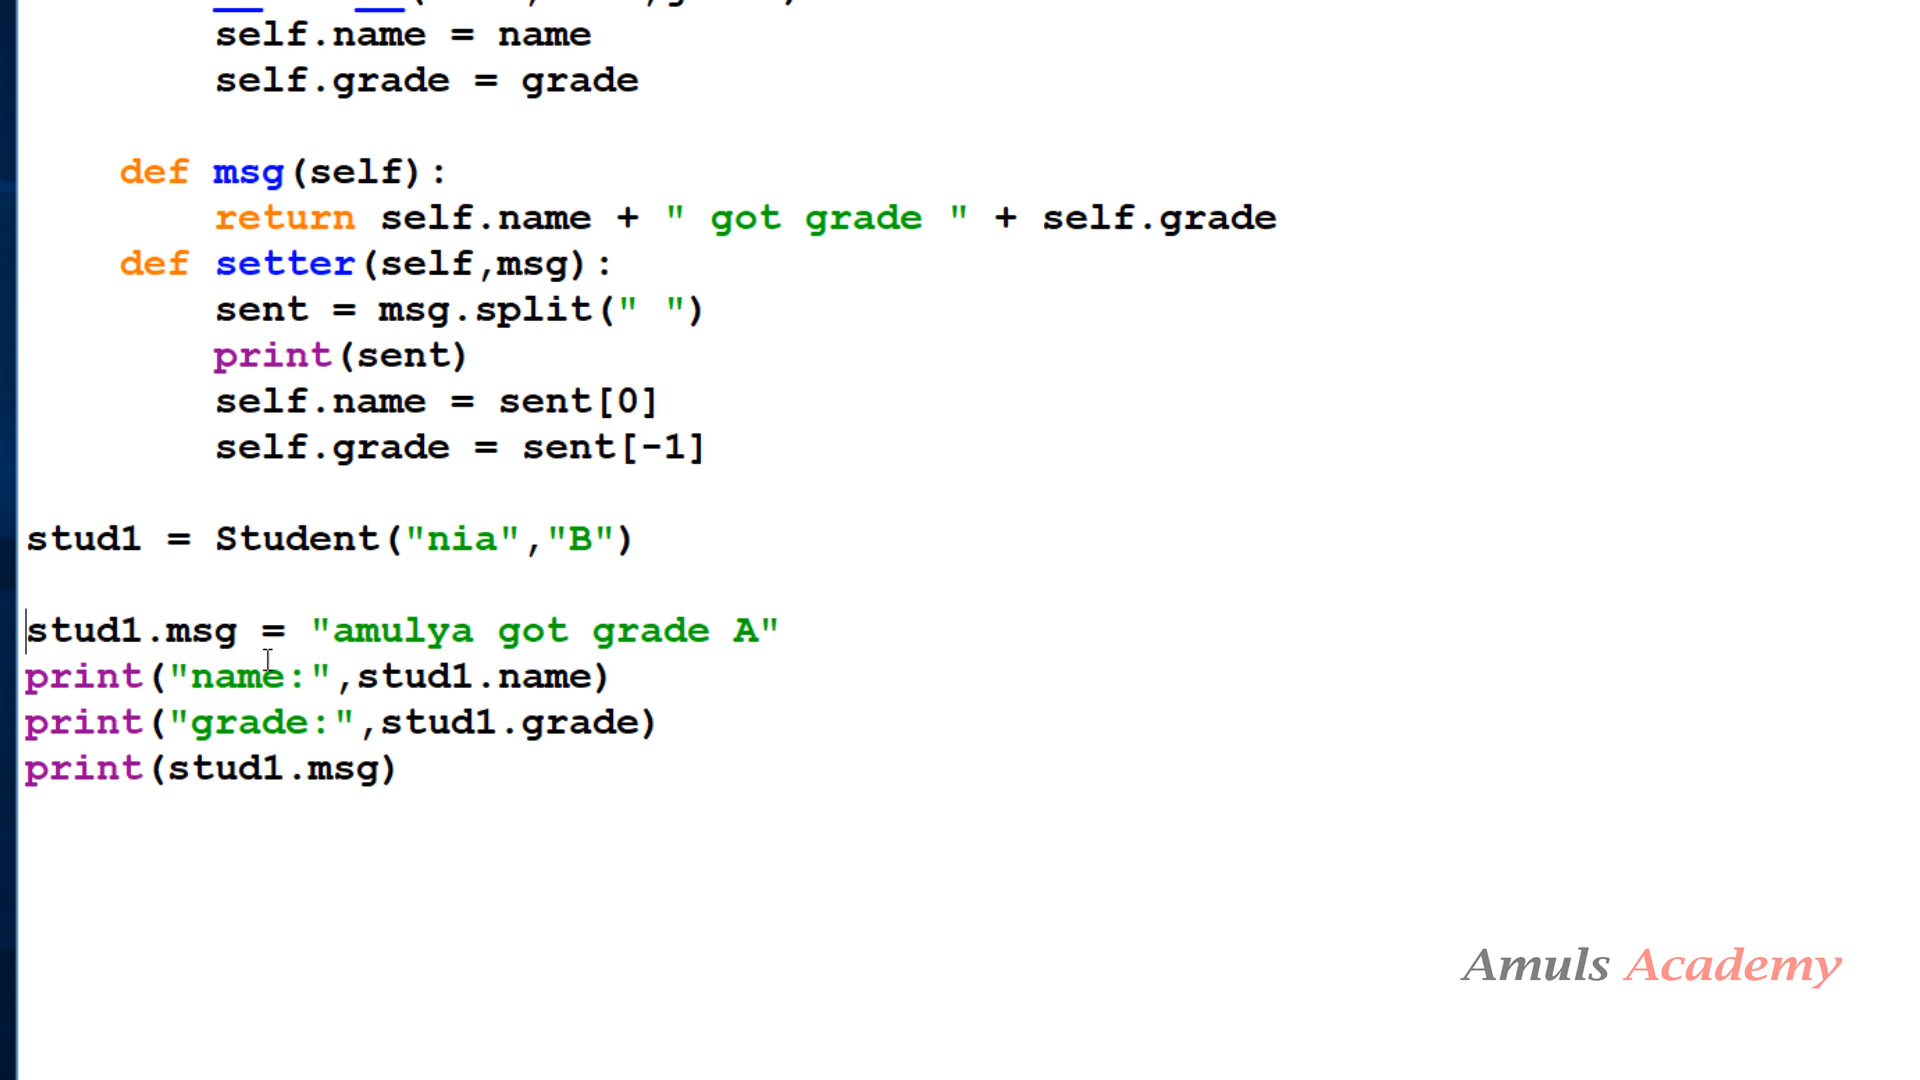 self.name = name
self.grade = grade
def msg(self):
return self.name + " got grade " + self.grade
def setter(self,msg):
sent = msg.split(" ")
print(sent)
self.name = sent[0]
self.grade = sent[-1]
stud1 = Student("nia","B")
stud1.msg = "amulya got grade A"
print("name:",stud1.name)
print("grade:",stud1.grade)
print(stud1.msg)
Amuls Academy